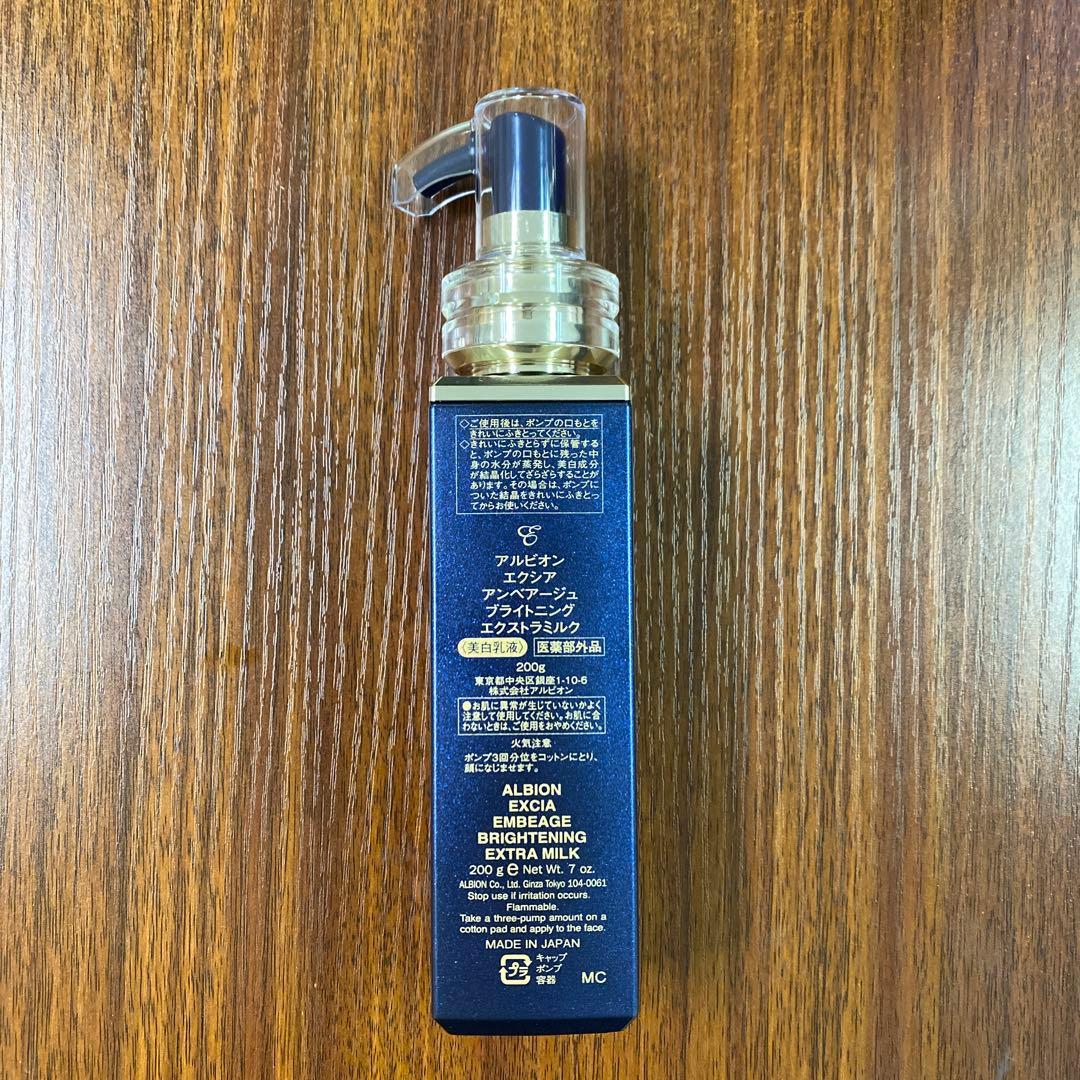 ◇ご使用後は、ポンプの口もとを
きれいにふきとってください。
◇きれいにふきとらずに保管する
と、ポンプの口もとに残った中
身の水分が蒸発し、美白成分
が結晶化してざらざらすることが
あります。その場合は、ポンプに
ついた結晶をきれいにふきとっ
てからお使いください。
E
アルビオン
エクシア
アンベアージュ
ブライトニング
エクストラミルク
〈美白乳液〉 医薬部外品
200g
東京都中央区銀座1-10-6
株式会社アルビオン
●お肌に異常が生じていないかよく
注意して使用してください。お肌に合
わないときは、ご使用をおやめください。
火気注意
ポンプ3回分位をコットンにとり、
顔になじませます。
ALBION
EXCIA
EMBEAGE
BRIGHTENING
EXTRA MILK
200 g e Net Wt. 7 oz.
ALBION Co., Ltd. Ginza Tokyo 104-0061
Stop use if irritation occurs.
Flammable.
Take a three-pump amount on a
cotton pad and apply to the face.
MADE IN JAPAN
プラ キャップ
ポンプ
容器 MC